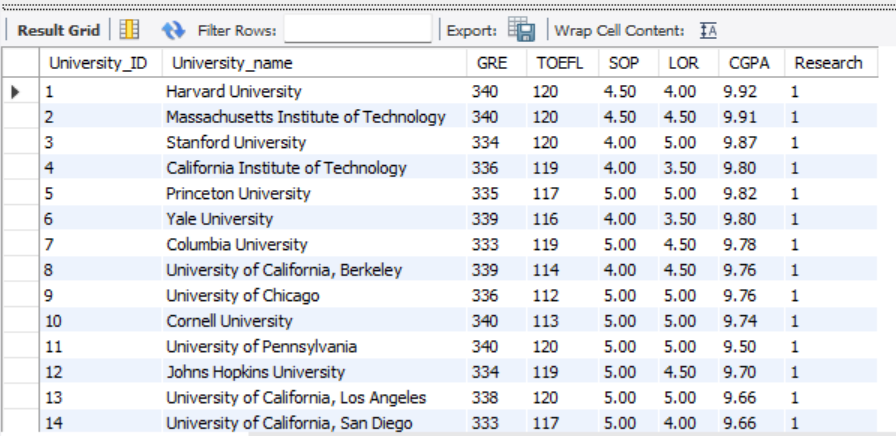 Result Grid Filter Rows: Export: Wrap Cell Content: IA
University_ID University_name GRE TOEFL SOP LOR CGPA Research
1 Harvard University 340 120 4.50 4.00 9.92 1
2 Massachusetts Institute of Technology 340 120 4.50 4.50 9.91 1
3 Stanford University 334 120 4.00 5.00 9.87 1
4 California Institute of Technology 336 119 4.00 3.50 9.80 1
5 Princeton University 335 117 5.00 5.00 9.82 1
6 Yale University 339 116 4.00 3.50 9.80 1
7 Columbia University 333 119 5.00 4.50 9.78 1
8 University of California, Berkeley 339 114 4.00 4.50 9.76 1
9 University of Chicago 336 112 5.00 5.00 9.76 1
10 Cornell University 340 113 5.00 5.00 9.74 1
11 University of Pennsylvania 340 120 5.00 5.00 9.50 1
12 Johns Hopkins University 334 119 5.00 4.50 9.70 1
13 University of California, Los Angeles 338 120 5.00 5.00 9.66 1
14 University of California, San Diego 333 117 5.00 4.00 9.66 1